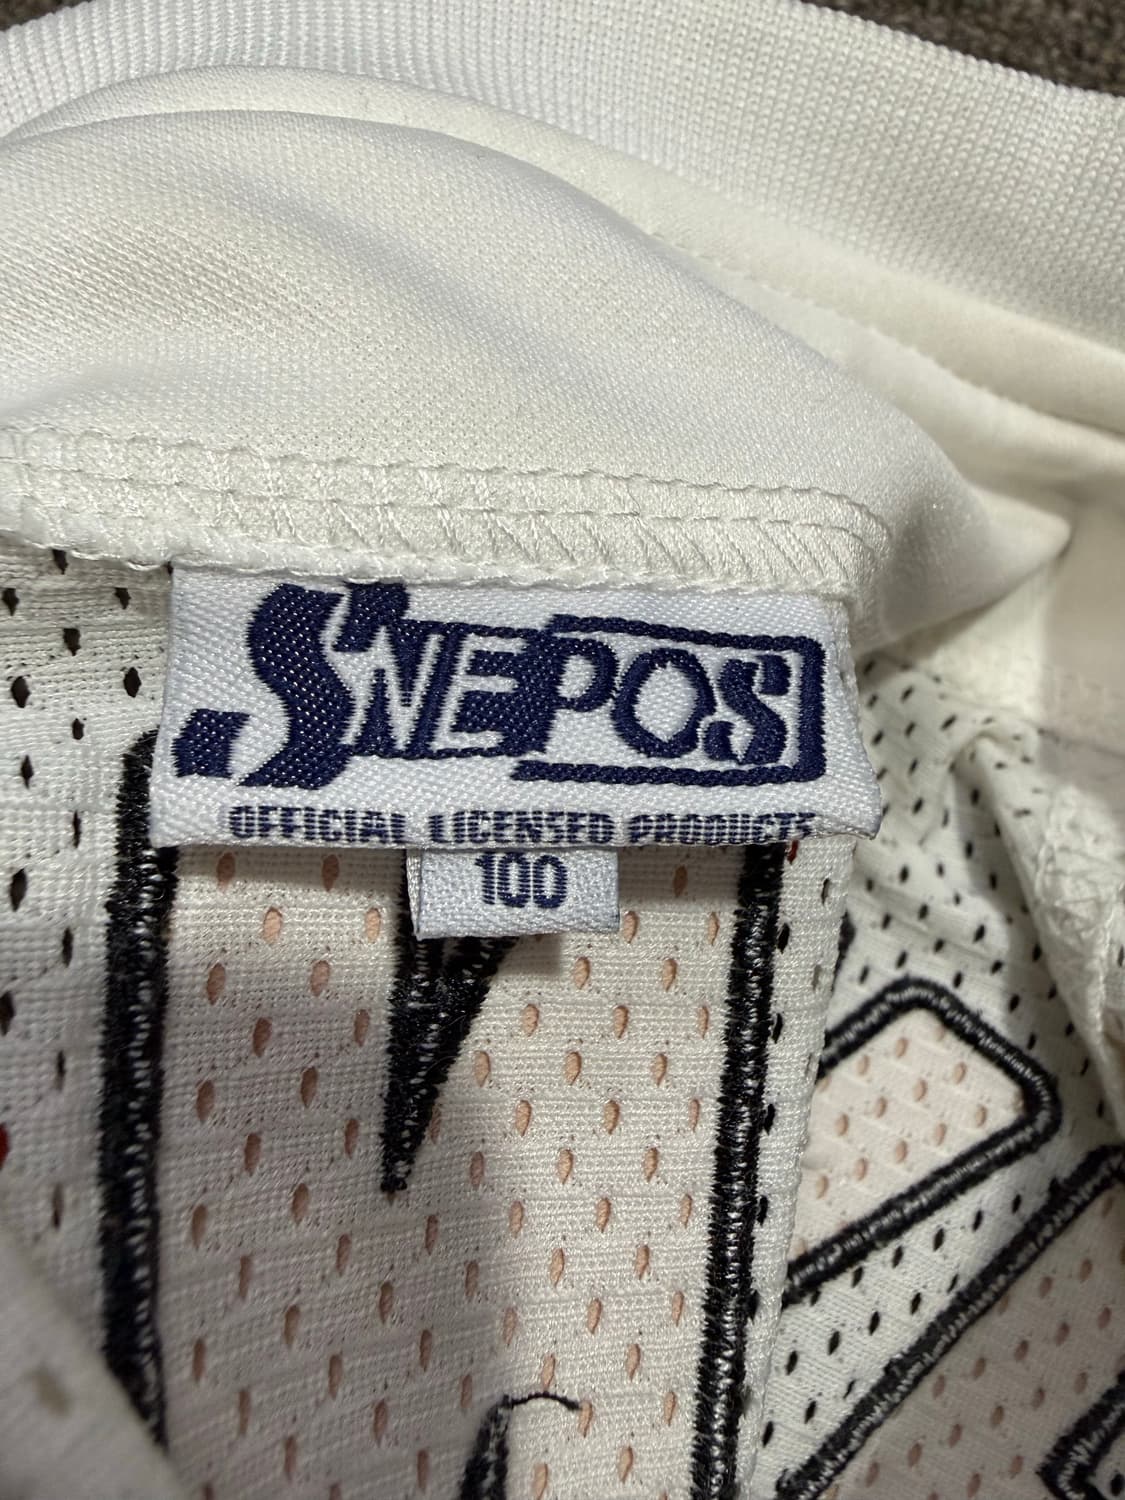 SNEPOS
OFFICIAL LICENSED PRODUCTS
100